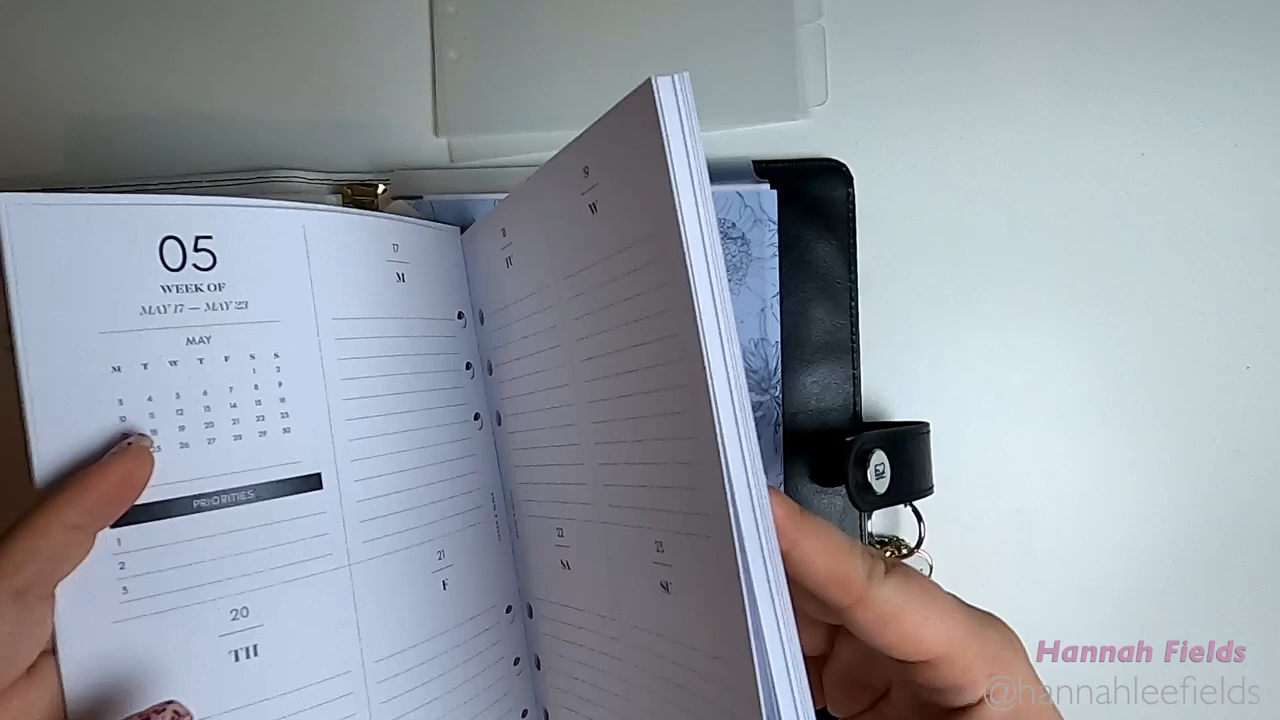 05
WEEK OF
MAY 17 — MAY 23
MAY
M T W T F S S
1 2
3 4 5 6 7 8 9
10 11 12 13 14 15 16
18 19 20 21 22 23
25 26 27 28 29 30
PRIORITIES
1
2
3
20
TH
17
M
21
F
18
TU
19
W
22
SA
23
SU
Hannah Fields
@hannahleefields